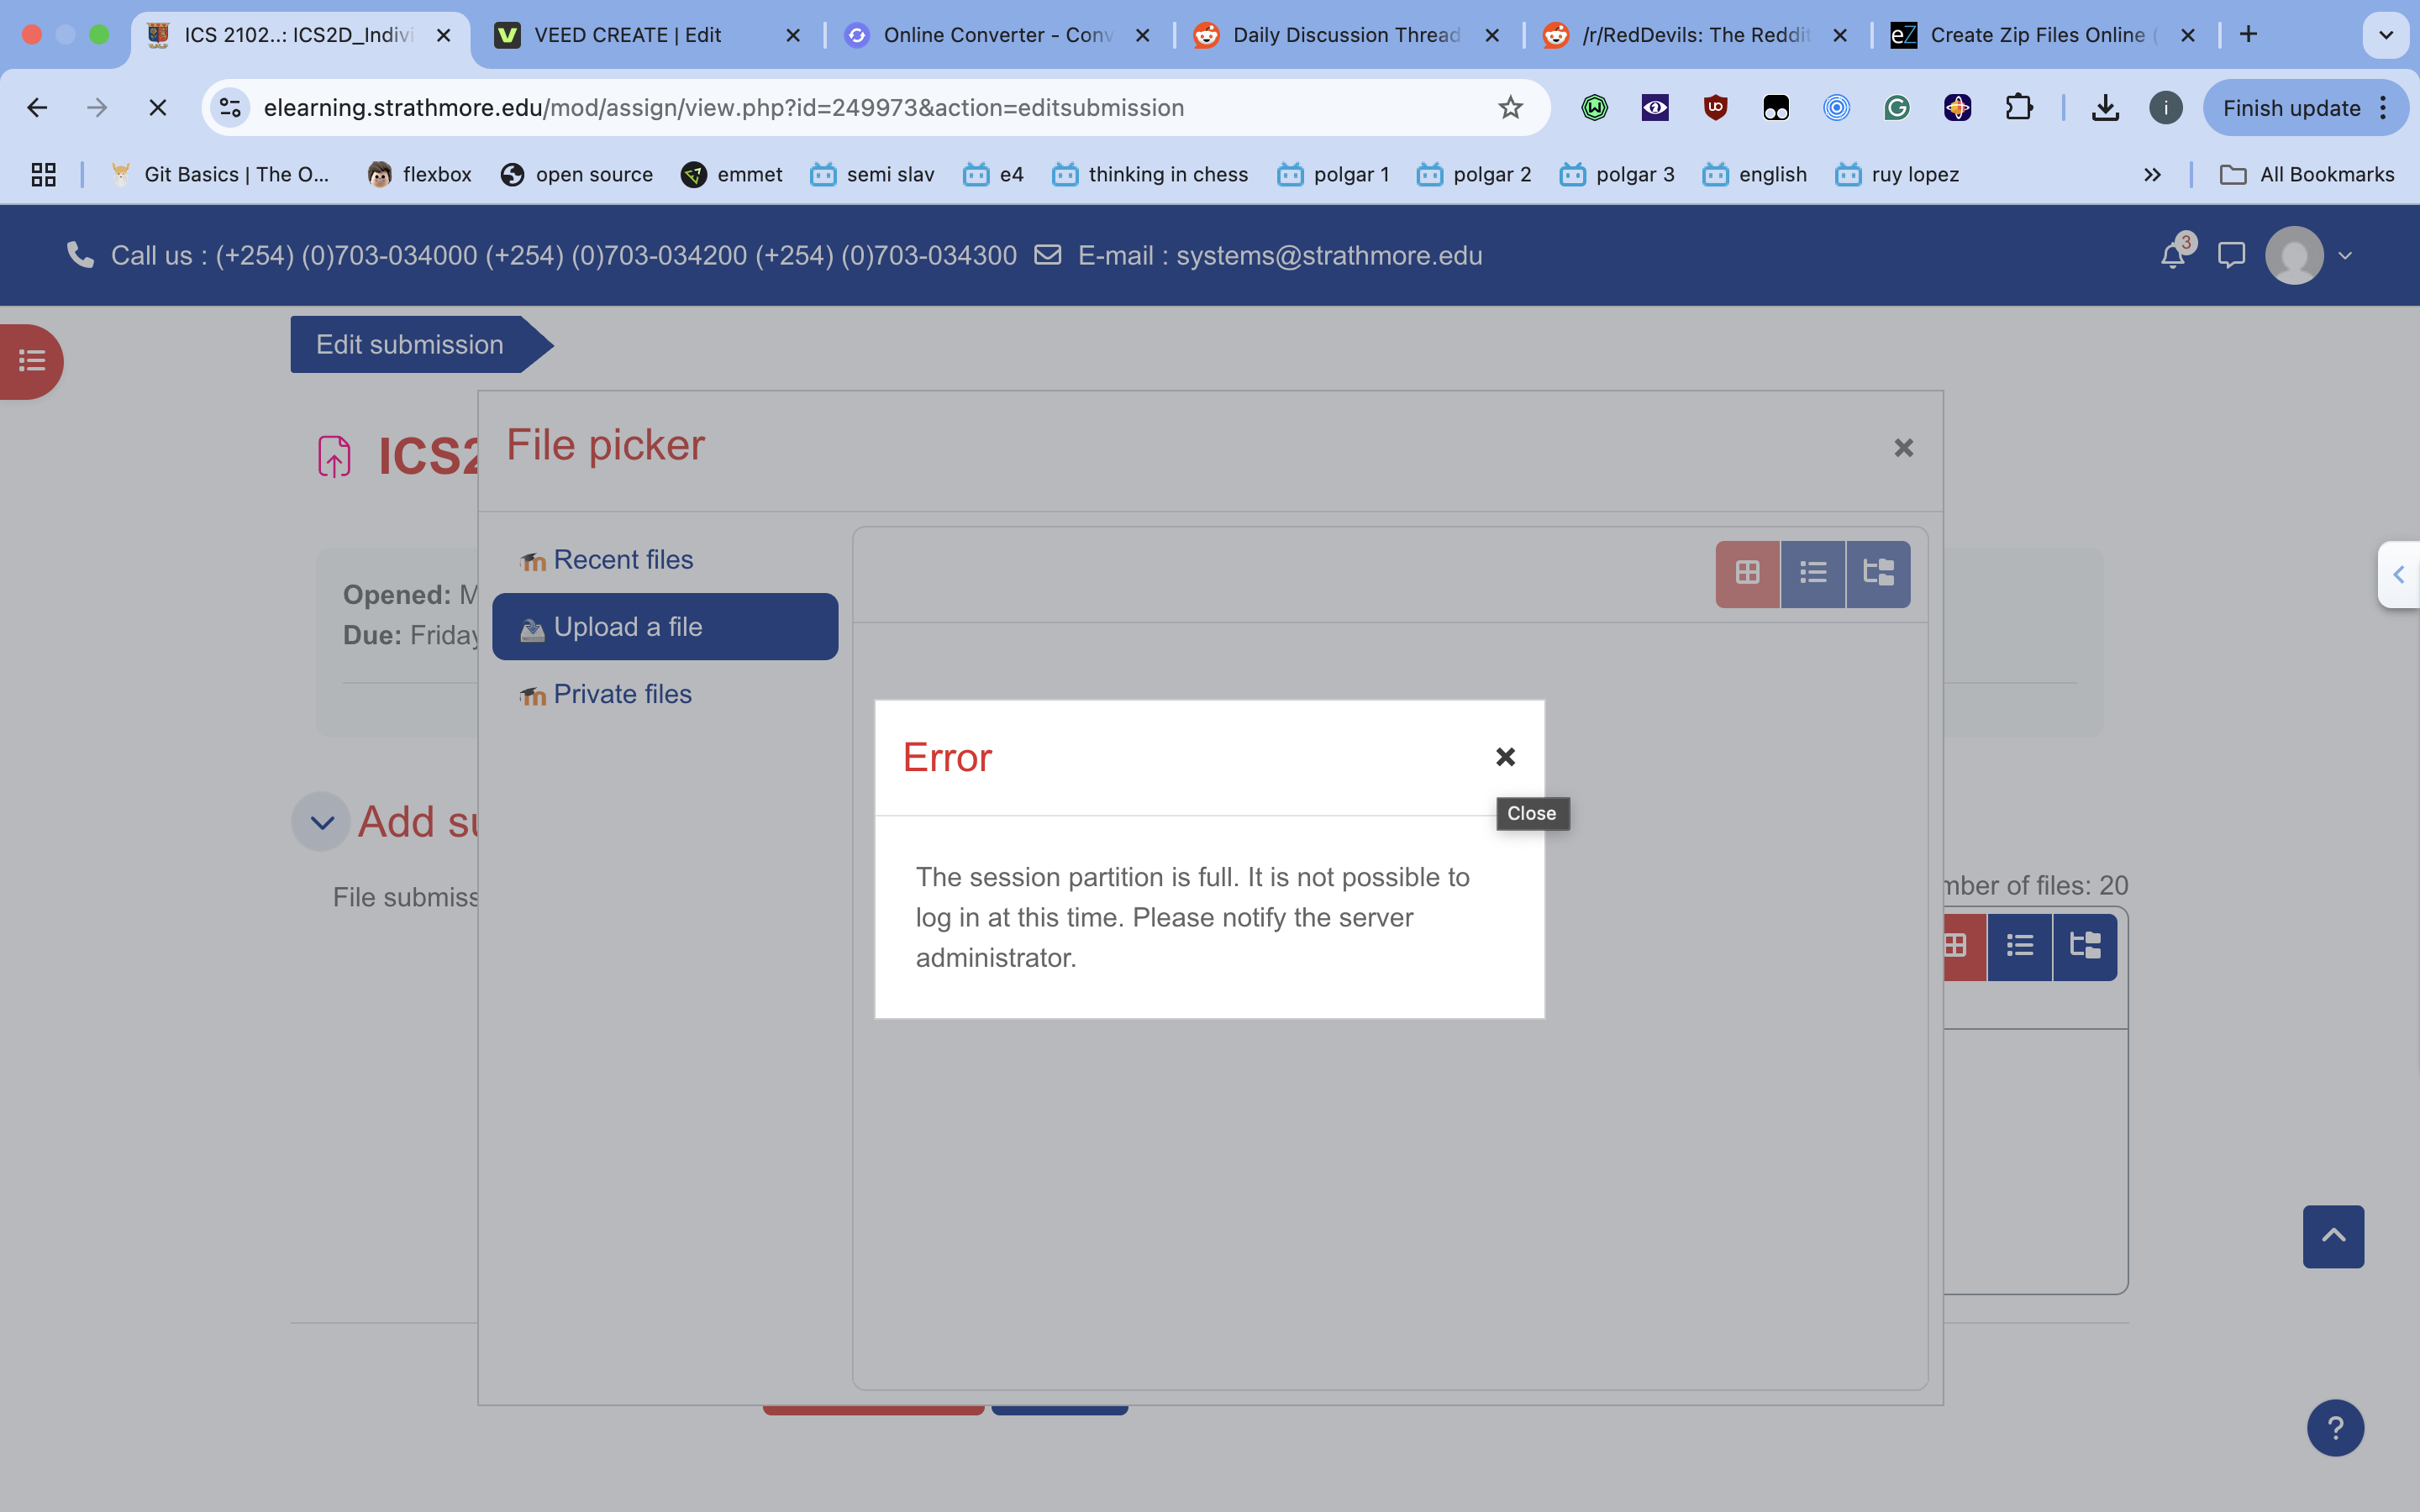 ICS 2102..: ICS2D_Indivi
VEED CREATE | Edit
Online Converter - Conv
Daily Discussion Thread
/r/RedDevils: The Reddit
eZ Create Zip Files Online (
elearning.strathmore.edu/mod/assign/view.php?id=249973&action=editsubmission
Finish update
Git Basics | The O...
flexbox
open source
emmet
semi slav
e4
thinking in chess
polgar 1
polgar 2
polgar 3
english
ruy lopez
All Bookmarks
Call us : (+254) (0)703-034000 (+254) (0)703-034200 (+254) (0)703-034300 E-mail : systems@strathmore.edu
3
Edit submission
ICS2
File picker
Recent files
Upload a file
Private files
Opened: M
Due: Friday
Error
Close
The session partition is full. It is not possible to
log in at this time. Please notify the server
administrator.
Add su
File submiss
mber of files: 20
?